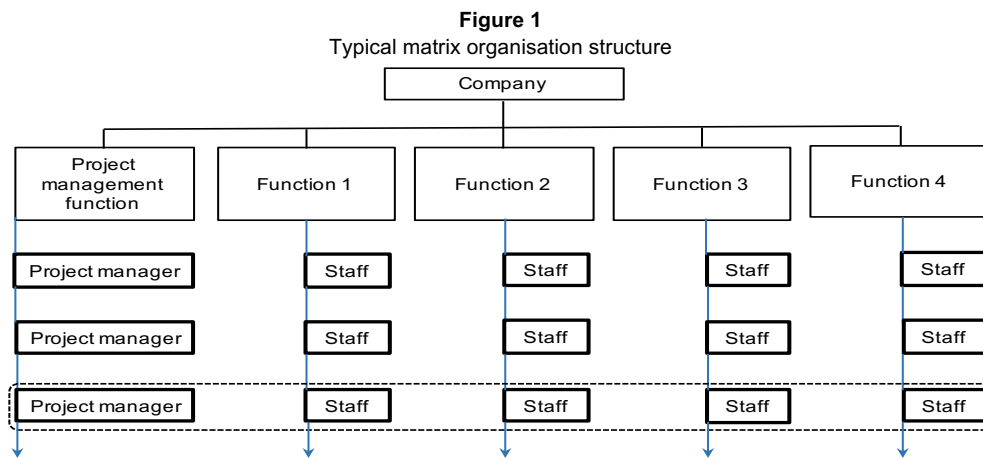 Figure 1
Typical matrix organisation structure
Company
Project
management
function
Function 1
Function 2
Function 3
Function 4
Project manager
Staff
Staff
Staff
Staff
Project manager
Staff
Staff
Staff
Staff
Project manager
Staff
Staff
Staff
Staff